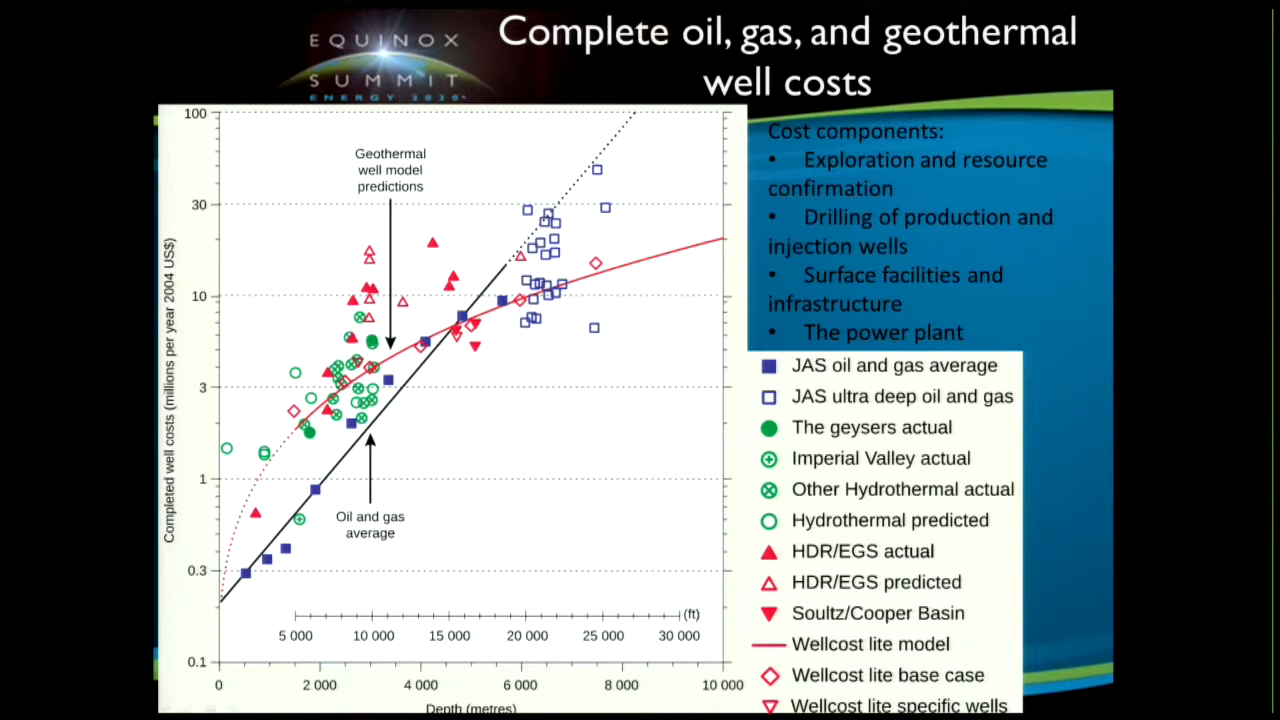 EQUINOX
SUMMIT
ENERGY: 2030
Complete oil, gas, and geothermal
well costs
Cost components:
• Exploration and resource
confirmation
• Drilling of production and
injection wells
• Surface facilities and
infrastructure
• The power plant
Completed well costs (millions per year 2004 US$)
100
30
10
3
1
0.3
0.1
Geothermal
well model
predictions
Oil and gas
average
(ft)
5 000 10 000 15 000 20 000 25 000 30 000
0 2 000 4 000 6 000 8 000 10 000
Depth (metres)
JAS oil and gas average
JAS ultra deep oil and gas
The geysers actual
Imperial Valley actual
Other Hydrothermal actual
Hydrothermal predicted
HDR/EGS actual
HDR/EGS predicted
Soultz/Cooper Basin
Wellcost lite model
Wellcost lite base case
Wellcost lite specific wells